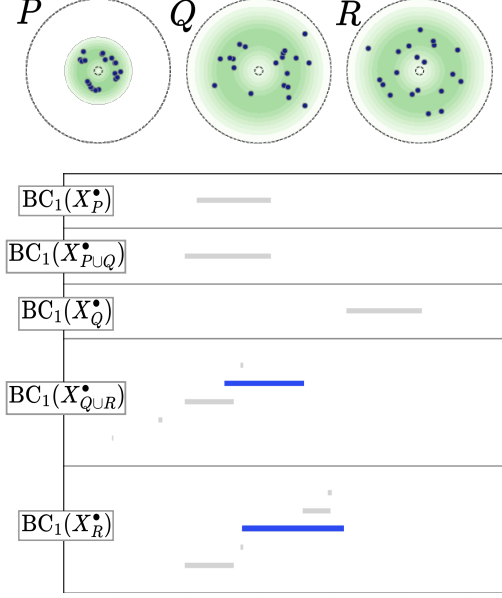 P Q R
BC₁(X•P)
BC₁(X•P∪Q)
BC₁(X•Q)
BC₁(X•Q∪R)
BC₁(X•R)